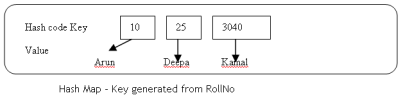 Hash code Key 10 25 3040
Value
Arun Deepa Kamal
Hash Map - Key generated from RollNo